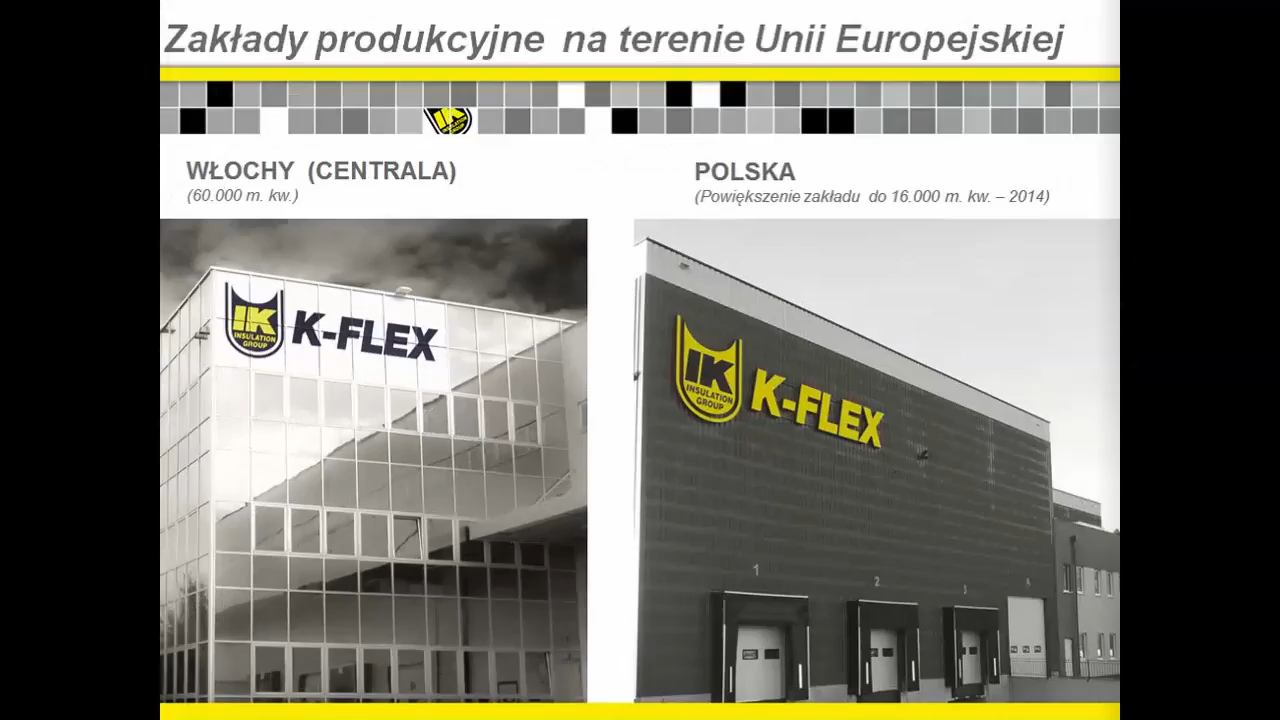 Zakłady produkcyjne na terenie Unii Europejskiej
IK
WŁOCHY (CENTRALA)
(60.000 m. kw.)
POLSKA
(Powiększenie zakładu do 16.000 m. kw. – 2014)
IK
INSULATION
GROUP
K-FLEX
IK
INSULATION
GROUP
K-FLEX
1
2
3
4